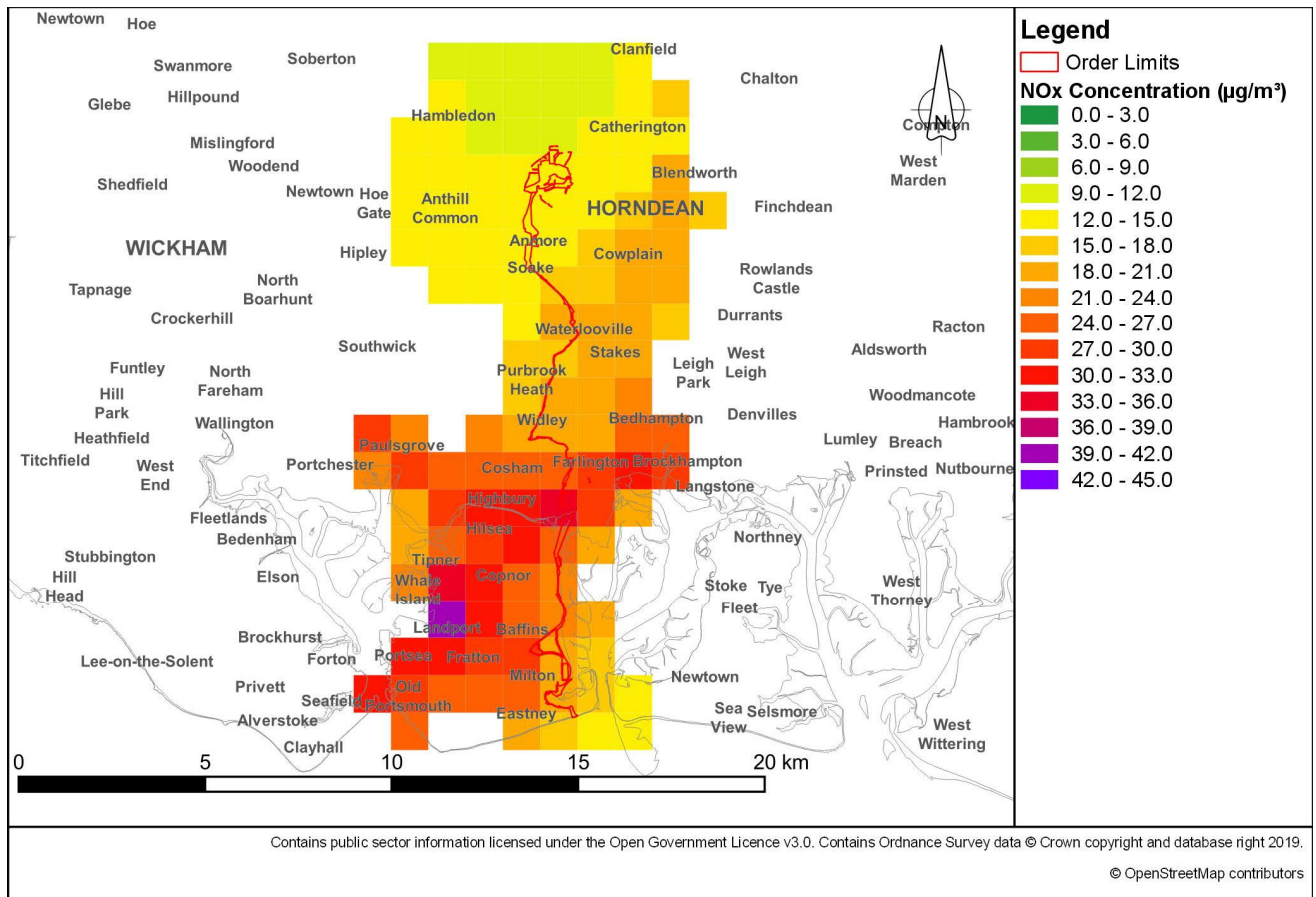 Newtown
Hoe
Clanfield
Soberton
Swanmore
Chalton
Hillpound
Glebe
Hambledon
Catherington
Compton
Mislingford
Woodend
West
Marden
Blendworth
Shedfield
Newtown
Hoe
Gate
Anthill
Common
HORNDEAN
Finchdean
WICKHAM
Hipley
Anmore
Cowplain
Soake
Rowlands
Castle
Tapnage
North
Boarhunt
Crockerhill
Durrants
Waterlooville
Racton
Southwick
Stakes
West
Leigh
Aldsworth
Leigh
Park
Funtley
North
Fareham
Purbrook
Heath
Hill
Park
Woodmancote
Wallington
Widley
Bedhampton
Denvilles
Hambrook
Heathfield
Paulsgrove
Lumley
Breach
Titchfield
West
End
Portchester
Cosham
Farlington
Brockhampton
Prinsted
Nutbourne
Langstone
Highbury
Fleetlands
Hilsea
Bedenham
Northney
Stubbington
Tipner
Hill
Head
Elson
Whale
Island
Copnor
Stoke
Tye
West
Thorney
Fleet
Landport
Baffins
Brockhurst
Lee-on-the-Solent
Forton
Portsea
Fratton
Milton
Newtown
Privett
Old
Portsmouth
Seafield
Alverstoke
Eastney
Sea
View
Selsmore
West
Wittering
Clayhall
0
5
10
15
20 km
N
Legend
Order Limits
NOx Concentration (µg/m³)
0.0 - 3.0
3.0 - 6.0
6.0 - 9.0
9.0 - 12.0
12.0 - 15.0
15.0 - 18.0
18.0 - 21.0
21.0 - 24.0
24.0 - 27.0
27.0 - 30.0
30.0 - 33.0
33.0 - 36.0
36.0 - 39.0
39.0 - 42.0
42.0 - 45.0
Contains public sector information licensed under the Open Government Licence v3.0. Contains Ordnance Survey data © Crown copyright and database right 2019.
© OpenStreetMap contributors